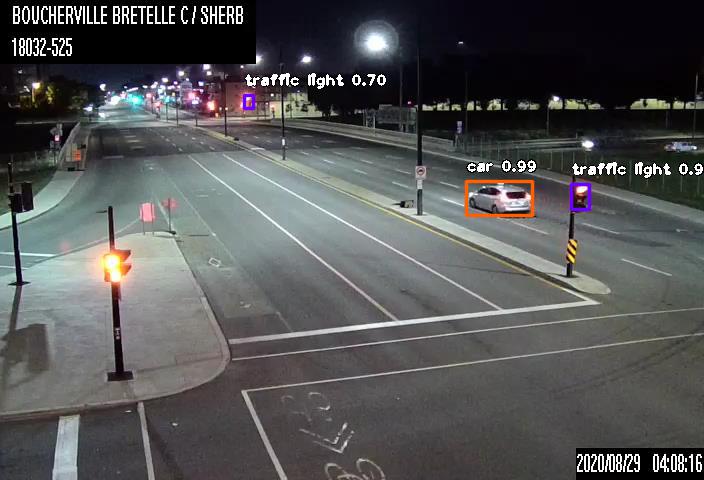 BOUCHERVILLE BRETELLE C / SHERB
18032-525
traffic light 0.70
car 0.99
traffic light 0.9
2020/08/29 04:08:16